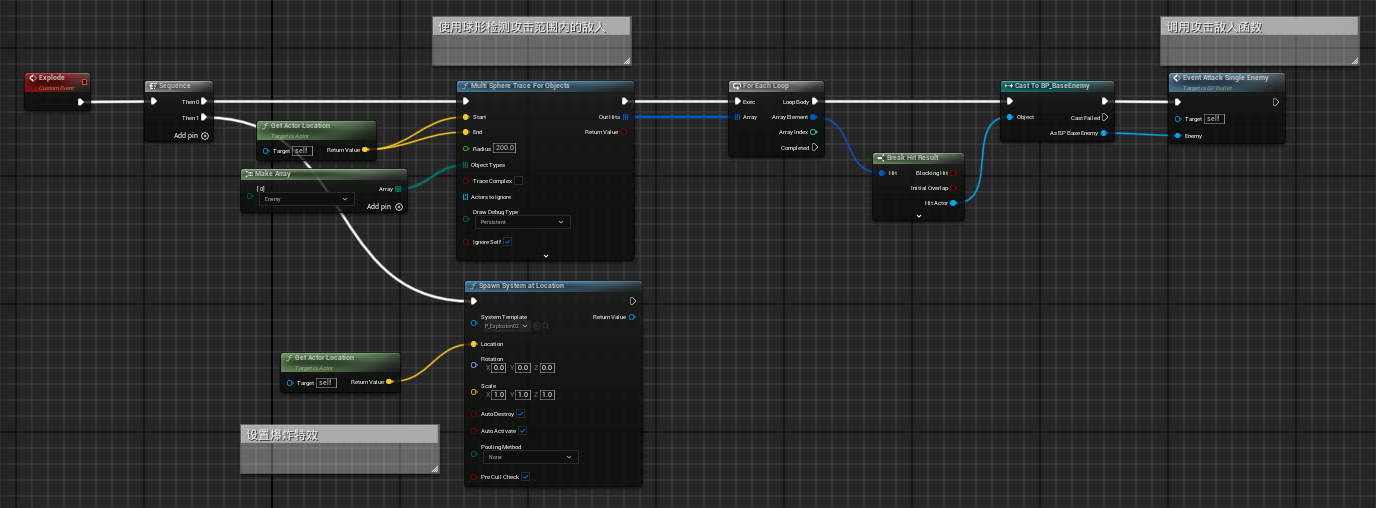 使用球形检测攻击范围内的敌人
调用攻击敌人函数
Explode
Custom Event
Sequence
Then 0
Then 1
Add pin
Get Actor Location
Target is Actor
Target self
Return Value
Make Array
[0]
Enemy
Array
Add pin
Multi Sphere Trace For Objects
Start
Out Hits
End
Return Value
Radius 200.0
Object Types
Trace Complex
Actors to Ignore
Draw Debug Type
Persistent
Ignore Self
For Each Loop
Exec
Loop Body
Array
Array Element
Array Index
Completed
Break Hit Result
Hit
Blocking Hit
Initial Overlap
Hit Actor
Cast To BP_BaseEnemy
Object
Cast Failed
As BP Base Enemy
Event Attack Single Enemy
Target is BP Bullet
Target self
Enemy
Spawn System at Location
System Template
P_Explosion02
Return Value
Location
Rotation
X 0.0 Y 0.0 Z 0.0
Scale
X 1.0 Y 1.0 Z 1.0
Auto Destroy
Auto Activate
Pooling Method
None
Pre Cull Check
Get Actor Location
Target is Actor
Target self
Return Value
设置爆炸特效